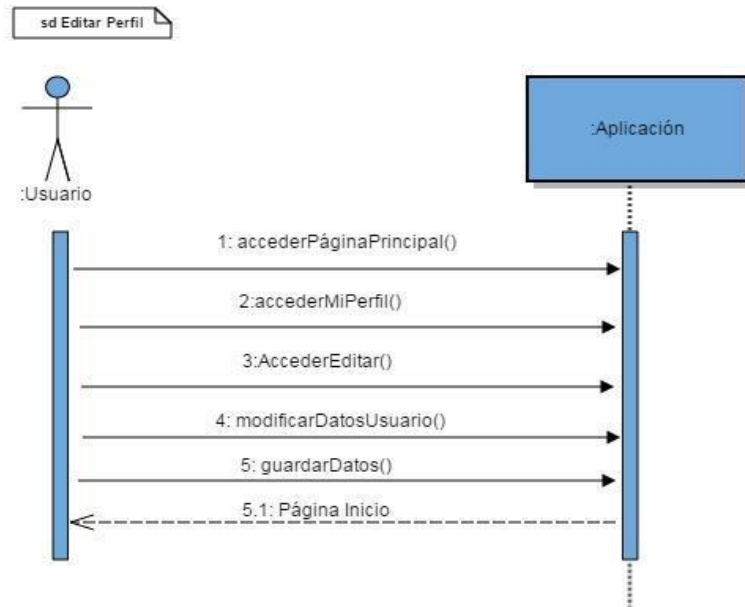 sd Editar Perfil
:Usuario
:Aplicación
1: accederPáginaPrincipal()
2:accederMiPerfil()
3:AccederEditar()
4: modificarDatosUsuario()
5: guardarDatos()
5.1: Página Inicio